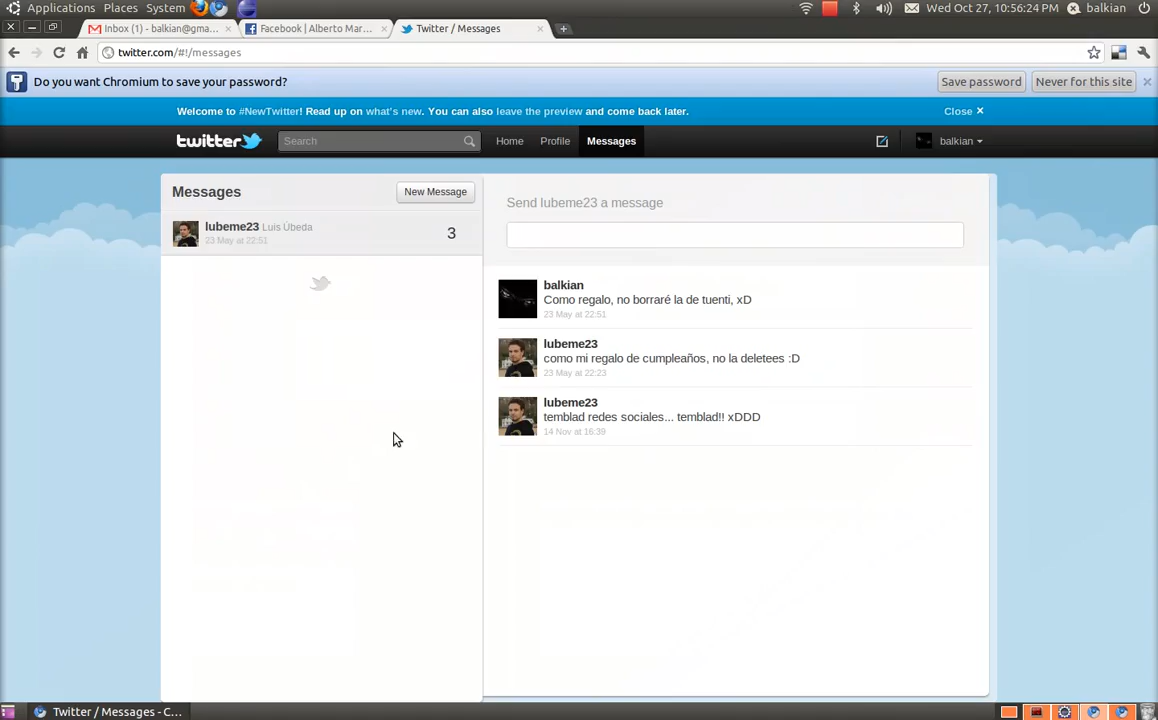 Applications Places System Wed Oct 27, 10:56:24 PM balkian
Inbox (1) - balkian@gma... Facebook | Alberto Mar... Twitter / Messages
twitter.com/#!/messages
Do you want Chromium to save your password? Save password Never for this site
Welcome to #NewTwitter! Read up on what's new. You can also leave the preview and come back later. Close ×
twitter Search Home Profile Messages balkian
Messages New Message
Send lubeme23 a message
lubeme23 Luis Úbeda
23 May at 22:51
3
balkian
Como regalo, no borraré la de tuenti, xD
23 May at 22:51
lubeme23
como mi regalo de cumpleaños, no la deletees :D
23 May at 22:23
lubeme23
temblad redes sociales... temblad!! xDDD
14 Nov at 16:39
Twitter / Messages - C...